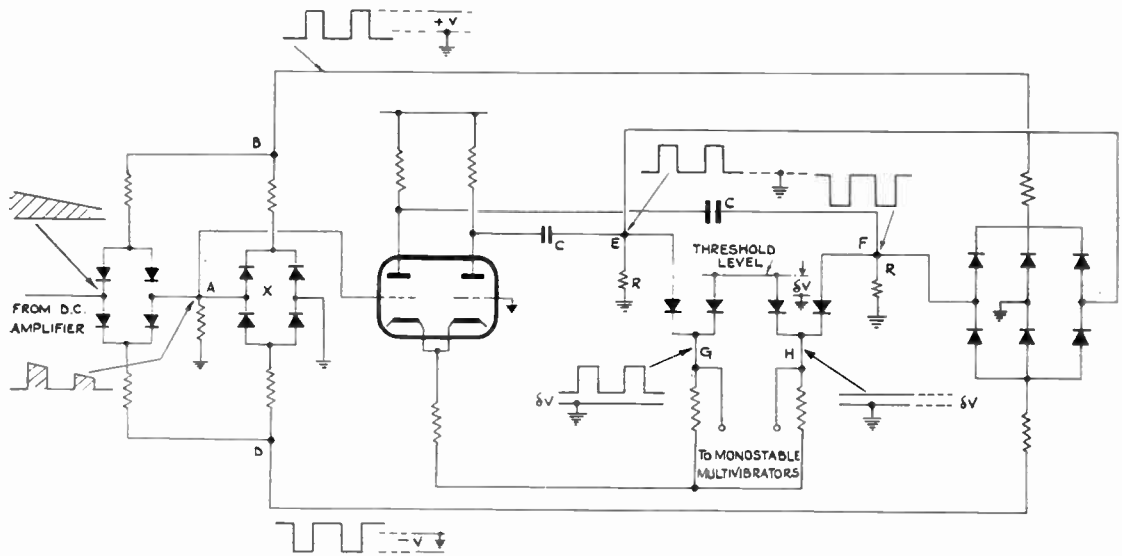 +V
B
C
E
F
R
R
C
THRESHOLD
LEVEL
δV
A
X
FROM D.C.
AMPLIFIER
G
H
δV
δV
TO MONOSTABLE
MULTIVIBRATORS
D
-V